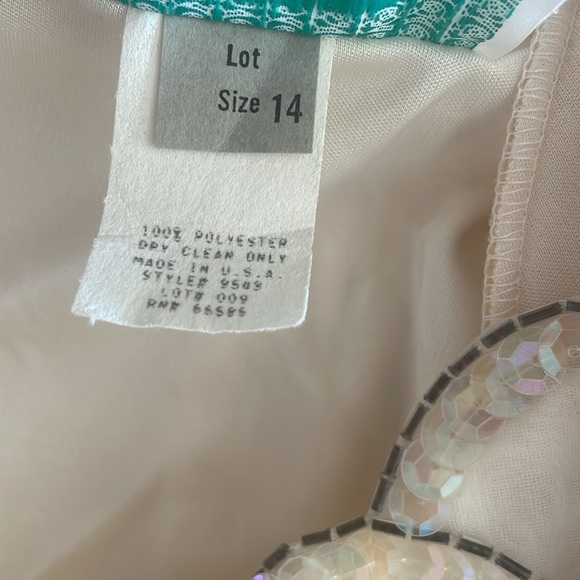 Lot
Size 14
100% POLYESTER
DRY CLEAN ONLY
MADE IN U.S.A.
STYLE# 9549
LOT# 009
RN# 66585